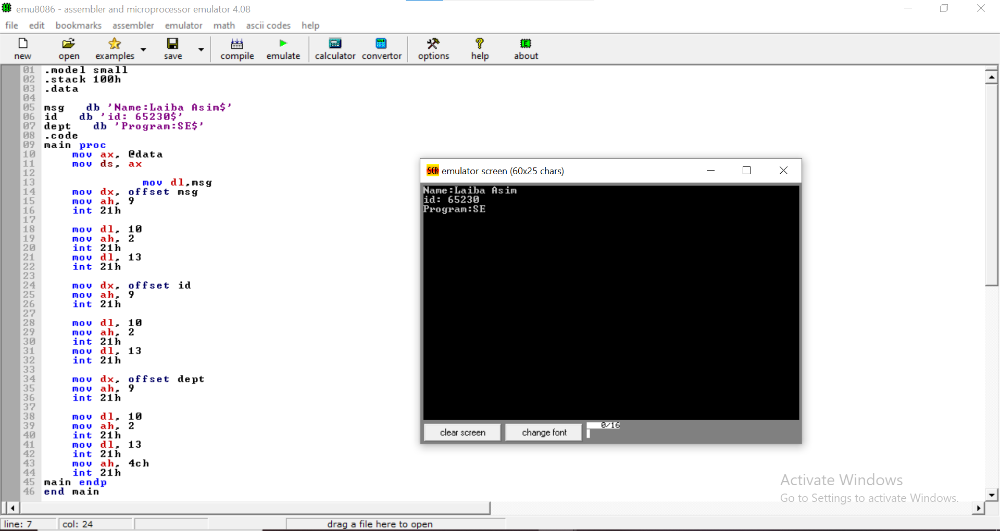 emu8086 - assembler and microprocessor emulator 4.08
file edit bookmarks assembler emulator math ascii codes help
new open examples save compile emulate calculator convertor options help about
01 .model small
02 .stack 100h
03 .data
04
05 msg db 'Name:Laiba Asim$'
06 id db 'id: 65230$'
07 dept db 'Program:SE$'
08 .code
09 main proc
10 mov ax, @data
11 mov ds, ax
12
13 mov dl,msg
14 mov dx, offset msg
15 mov ah, 9
16 int 21h
17
18 mov dl, 10
19 mov ah, 2
20 int 21h
21 mov dl, 13
22 int 21h
23
24 mov dx, offset id
25 mov ah, 9
26 int 21h
27
28 mov dl, 10
29 mov ah, 2
30 int 21h
31 mov dl, 13
32 int 21h
33
34 mov dx, offset dept
35 mov ah, 9
36 int 21h
37
38 mov dl, 10
39 mov ah, 2
40 int 21h
41 mov dl, 13
42 int 21h
43 mov ah, 4ch
44 int 21h
45 main endp
46 end main
SCR emulator screen (60x25 chars)
Name:Laiba Asim
id: 65230
Program:SE
clear screen change font 0/16
Activate Windows
Go to Settings to activate Windows.
line: 7 col: 24 drag a file here to open